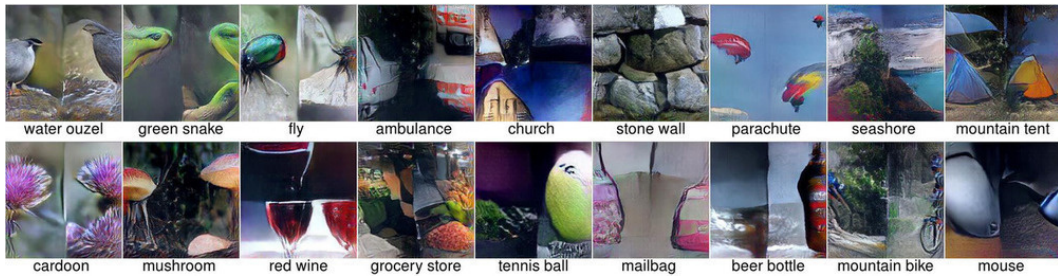 water ouzel green snake fly ambulance church stone wall parachute seashore mountain tent
cardoon mushroom red wine grocery store tennis ball mailbag beer bottle mountain bike mouse